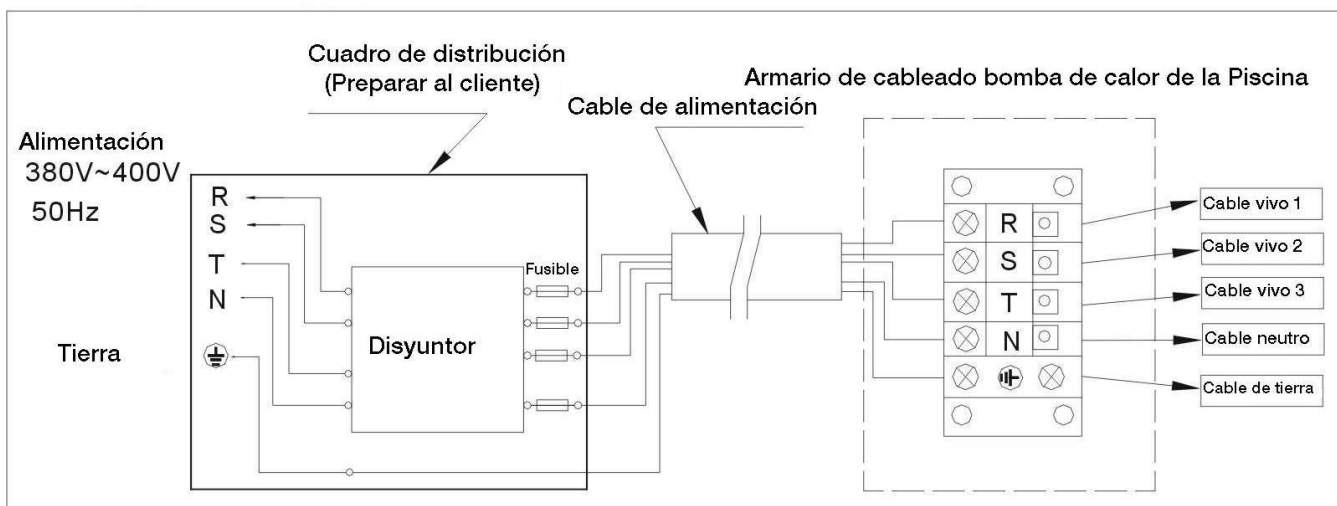 Cuadro de distribución
(Preparar al cliente)
Armario de cableado bomba de calor de la Piscina
Cable de alimentación
Alimentación
380V~400V
50Hz
R
S
T
N
Tierra
Disyuntor
Fusible
R
S
T
N
Cable vivo 1
Cable vivo 2
Cable vivo 3
Cable neutro
Cable de tierra